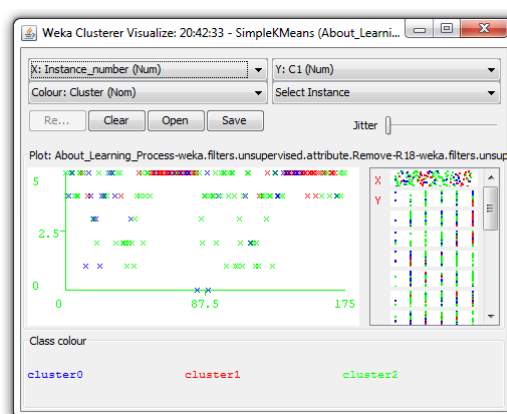 Weka Clusterer Visualize: 20:42:33 - SimpleKMeans (About_Learni...
X: Instance_number (Num)
Y: C1 (Num)
Colour: Cluster (Nom)
Select Instance
Re...
Clear
Open
Save
Jitter
Plot: About_Learning_Process-weka.filters.unsupervised.attribute.Remove-R18-weka.filters.unsup
5
2.5
0
0
87.5
175
X
Y
Class colour
cluster0
cluster1
cluster2